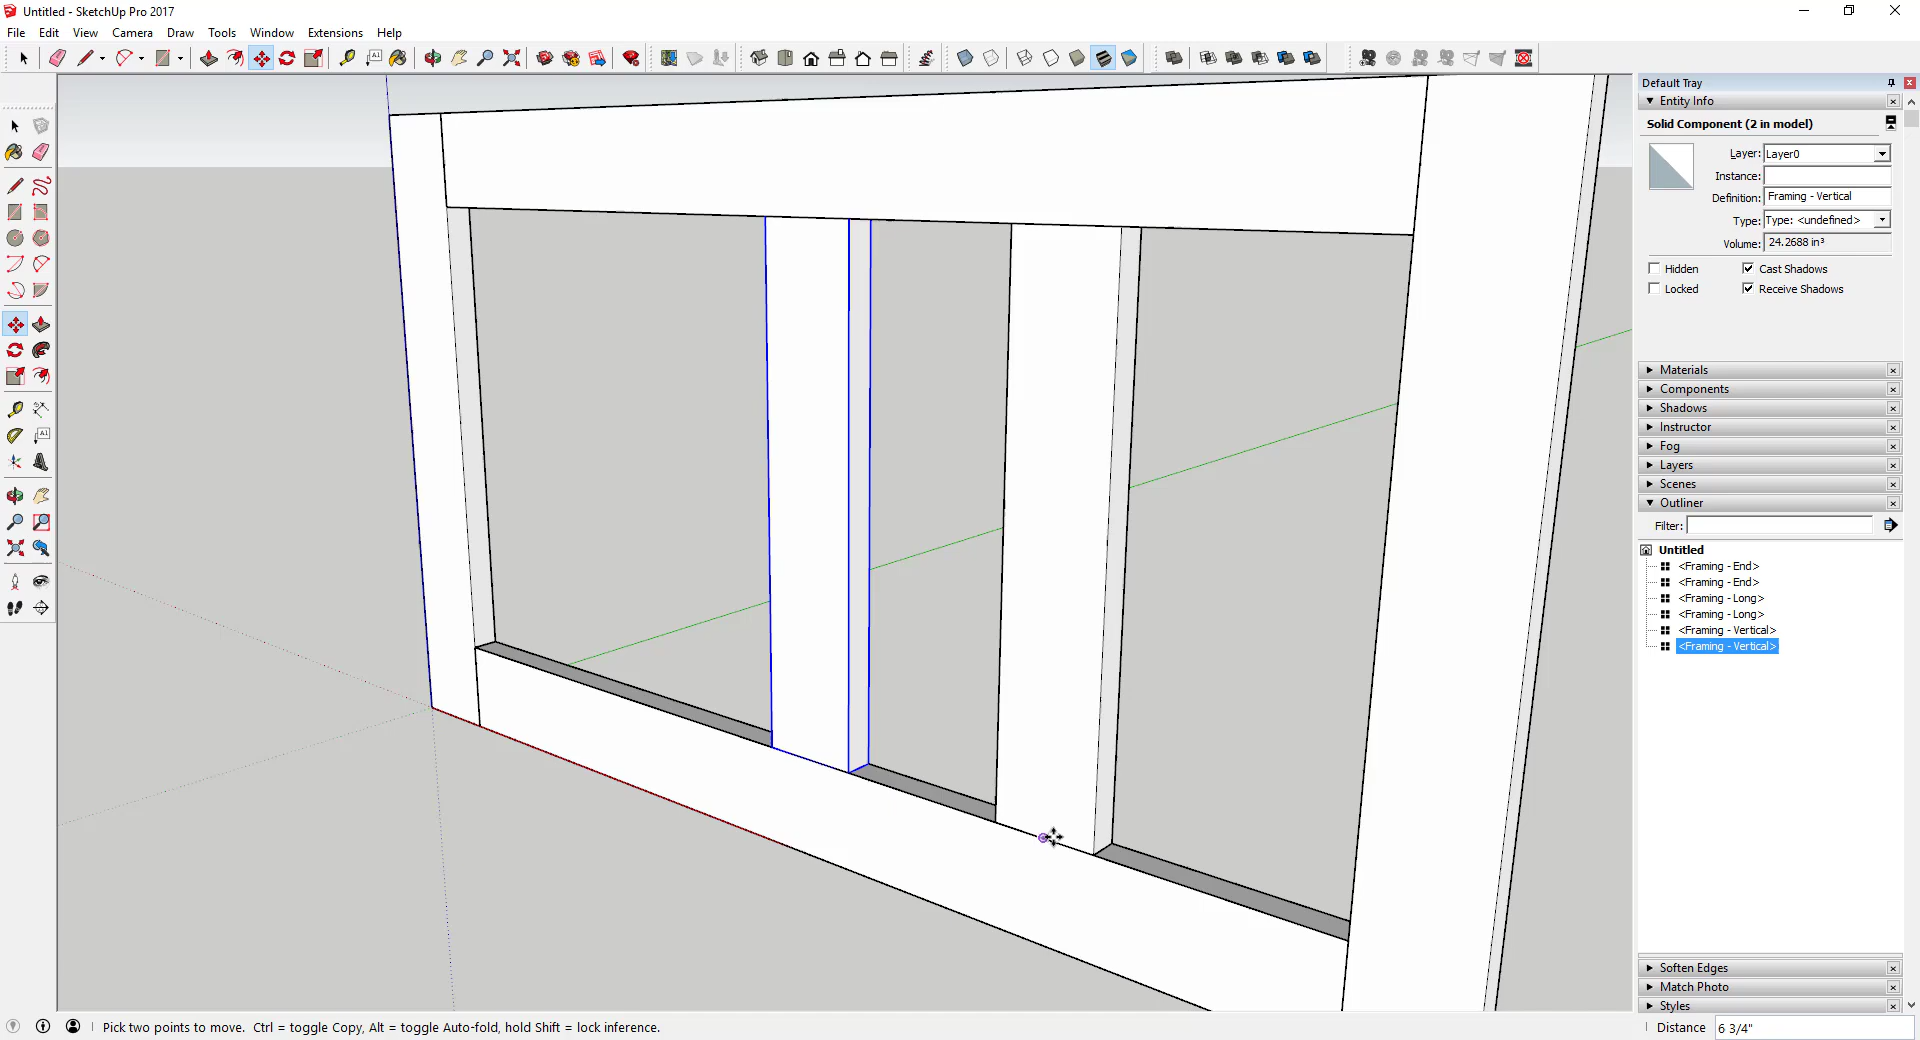 Untitled - SketchUp Pro 2017
File Edit View Camera Draw Tools Window Extensions Help
Default Tray
Entity Info
Solid Component (2 in model)
Layer: Layer0
Instance:
Definition: Framing - Vertical
Type: Type: <undefined>
Volume: 24.2688 in³
Hidden Cast Shadows
Locked Receive Shadows
Materials
Components
Shadows
Instructor
Fog
Layers
Scenes
Outliner
Filter:
Untitled
<Framing - End>
<Framing - End>
<Framing - Long>
<Framing - Long>
<Framing - Vertical>
<Framing - Vertical>
Soften Edges
Match Photo
Styles
Pick two points to move. Ctrl = toggle Copy, Alt = toggle Auto-fold, hold Shift = lock inference.
Distance 6 3/4"